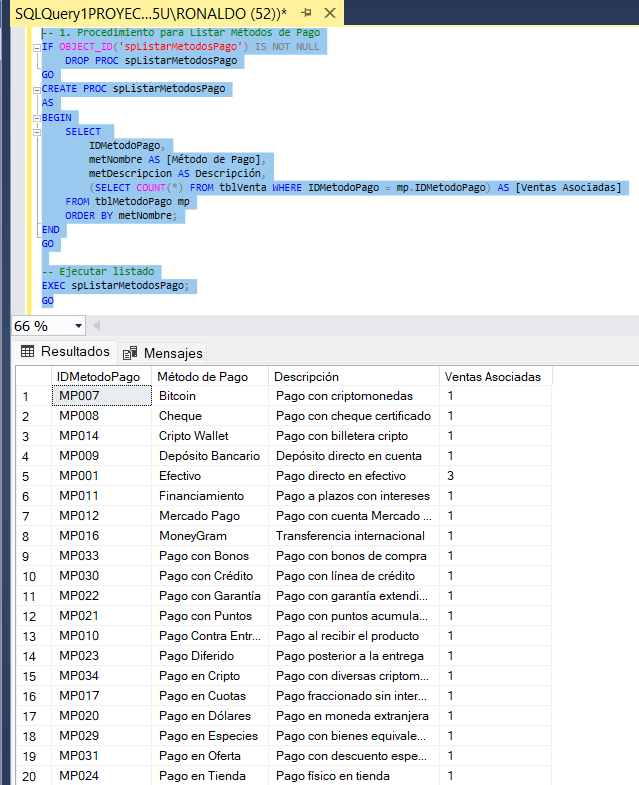 SQLQuery1PROYEC...5U\RONALDO (52))*
-- 1. Procedimiento para Listar Métodos de Pago
IF OBJECT_ID('spListarMetodosPago') IS NOT NULL
DROP PROC spListarMetodosPago
GO
CREATE PROC spListarMetodosPago
AS
BEGIN
SELECT
IDMetodoPago,
metNombre AS [Método de Pago],
metDescripcion AS Descripción,
(SELECT COUNT(*) FROM tblVenta WHERE IDMetodoPago = mp.IDMetodoPago) AS [Ventas Asociadas]
FROM tblMetodoPago mp
ORDER BY metNombre;
END
GO
-- Ejecutar listado
EXEC spListarMetodosPago;
GO
66 %
Resultados Mensajes
IDMetodoPago Método de Pago Descripción Ventas Asociadas
1 MP007 Bitcoin Pago con criptomonedas 1
2 MP008 Cheque Pago con cheque certificado 1
3 MP014 Cripto Wallet Pago con billetera cripto 1
4 MP009 Depósito Bancario Depósito directo en cuenta 1
5 MP001 Efectivo Pago directo en efectivo 3
6 MP011 Financiamiento Pago a plazos con intereses 1
7 MP012 Mercado Pago Pago con cuenta Mercado ... 1
8 MP016 MoneyGram Transferencia internacional 1
9 MP033 Pago con Bonos Pago con bonos de compra 1
10 MP030 Pago con Crédito Pago con línea de crédito 1
11 MP022 Pago con Garantía Pago con garantía extendi... 1
12 MP021 Pago con Puntos Pago con puntos acumula... 1
13 MP010 Pago Contra Entr... Pago al recibir el producto 1
14 MP023 Pago Diferido Pago posterior a la entrega 1
15 MP034 Pago en Cripto Pago con diversas criptom... 1
16 MP017 Pago en Cuotas Pago fraccionado sin inter... 1
17 MP020 Pago en Dólares Pago en moneda extranjera 1
18 MP029 Pago en Especies Pago con bienes equivale... 1
19 MP031 Pago en Oferta Pago con descuento espe... 1
20 MP024 Pago en Tienda Pago físico en tienda 1